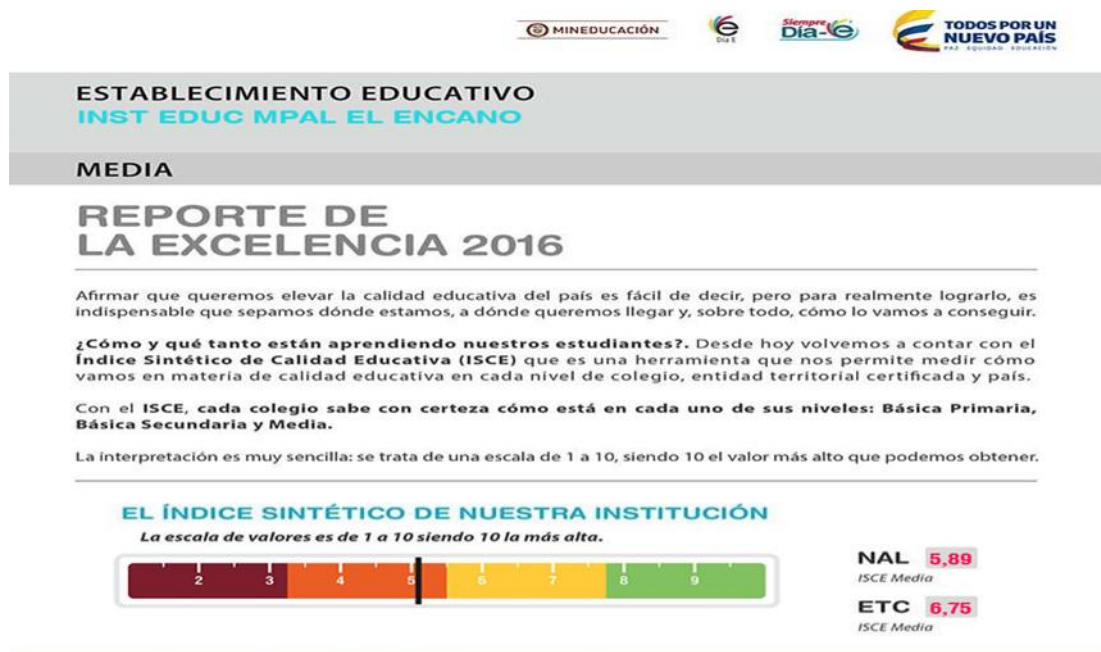 MINEDUCACIÓN
Día E
Siempre
Día-e
TODOS POR UN
NUEVO PAÍS
PAZ EQUIDAD EDUCACIÓN
ESTABLECIMIENTO EDUCATIVO
INST EDUC MPAL EL ENCANO
MEDIA
REPORTE DE
LA EXCELENCIA 2016
Afirmar que queremos elevar la calidad educativa del país es fácil de decir, pero para realmente lograrlo, es
indispensable que sepamos dónde estamos, a dónde queremos llegar y, sobre todo, cómo lo vamos a conseguir.
¿Cómo y qué tanto están aprendiendo nuestros estudiantes?. Desde hoy volvemos a contar con el
Índice Sintético de Calidad Educativa (ISCE) que es una herramienta que nos permite medir cómo
vamos en materia de calidad educativa en cada nivel de colegio, entidad territorial certificada y país.
Con el ISCE, cada colegio sabe con certeza cómo está en cada uno de sus niveles: Básica Primaria,
Básica Secundaria y Media.
La interpretación es muy sencilla: se trata de una escala de 1 a 10, siendo 10 el valor más alto que podemos obtener.
EL ÍNDICE SINTÉTICO DE NUESTRA INSTITUCIÓN
La escala de valores es de 1 a 10 siendo 10 la más alta.
2 3 4 5 6 7 8 9
NAL 5,89
ISCE Media
ETC 6,75
ISCE Media